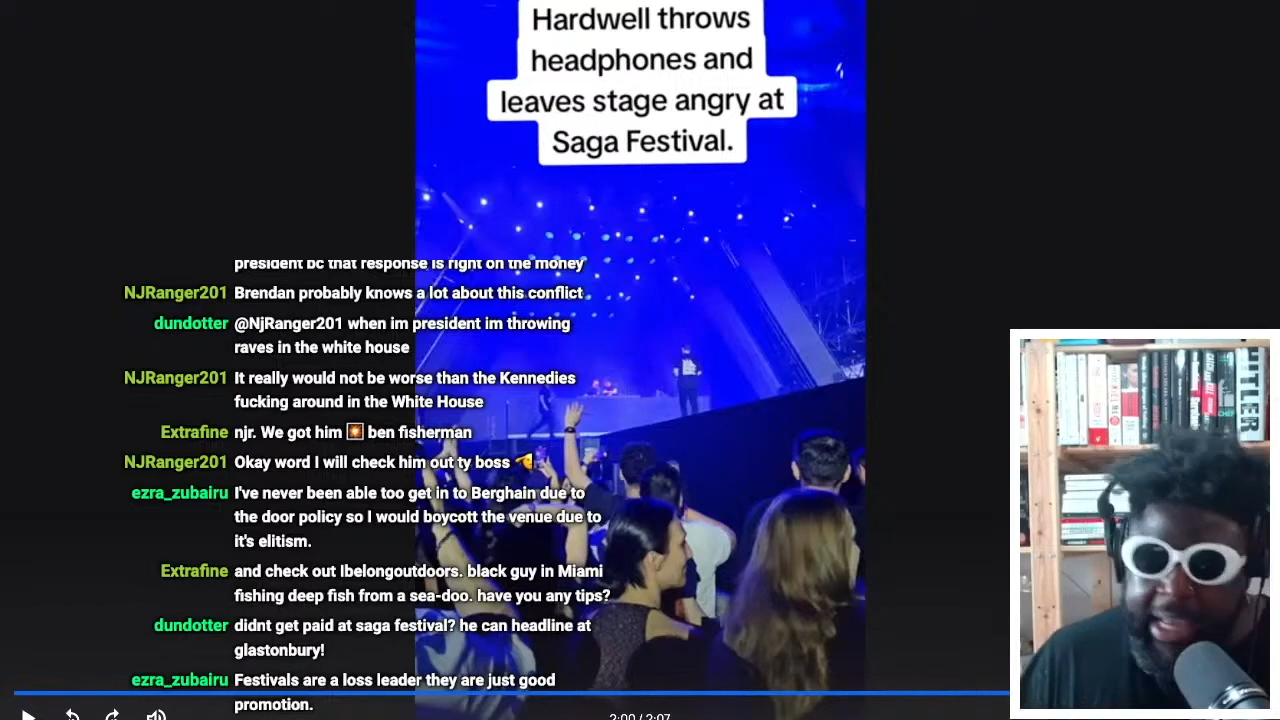 Hardwell throws
headphones and
leaves stage angry at
Saga Festival.
president bc that response is right on the money
NJRanger201 Brendan probably knows a lot about this conflict
dundotter @NjRanger201 when im president im throwing
raves in the white house
NJRanger201 It really would not be worse than the Kennedies
fucking around in the White House
Extrafine njr. We got him 💥 ben fisherman
NJRanger201 Okay word I will check him out ty boss 🫡
ezra_zubairu I've never been able too get in to Berghain due to
the door policy so I would boycott the venue due to
it's elitism.
Extrafine and check out Ibelongoutdoors. black guy in Miami
fishing deep fish from a sea-doo. have you any tips?
dundotter didnt get paid at saga festival? he can headline at
glastonbury!
ezra_zubairu Festivals are a loss leader they are just good
promotion.
2:00 / 2:07
HITLER